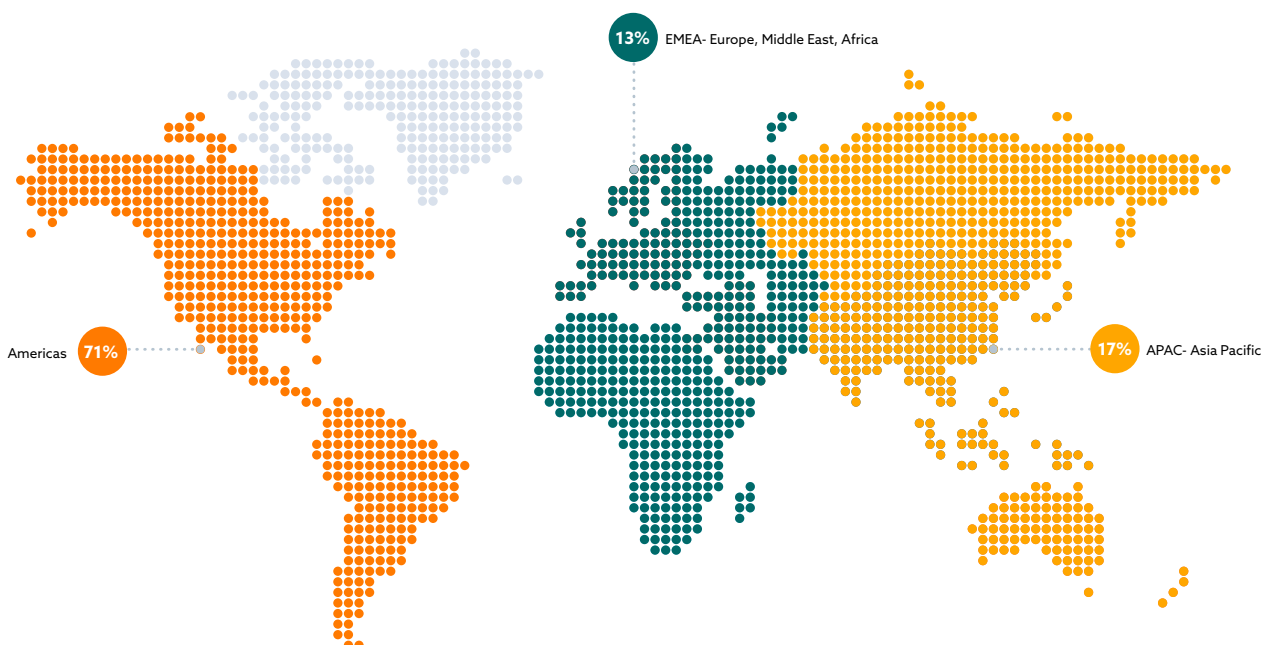 13% EMEA- Europe, Middle East, Africa
Americas 71%
17% APAC- Asia Pacific